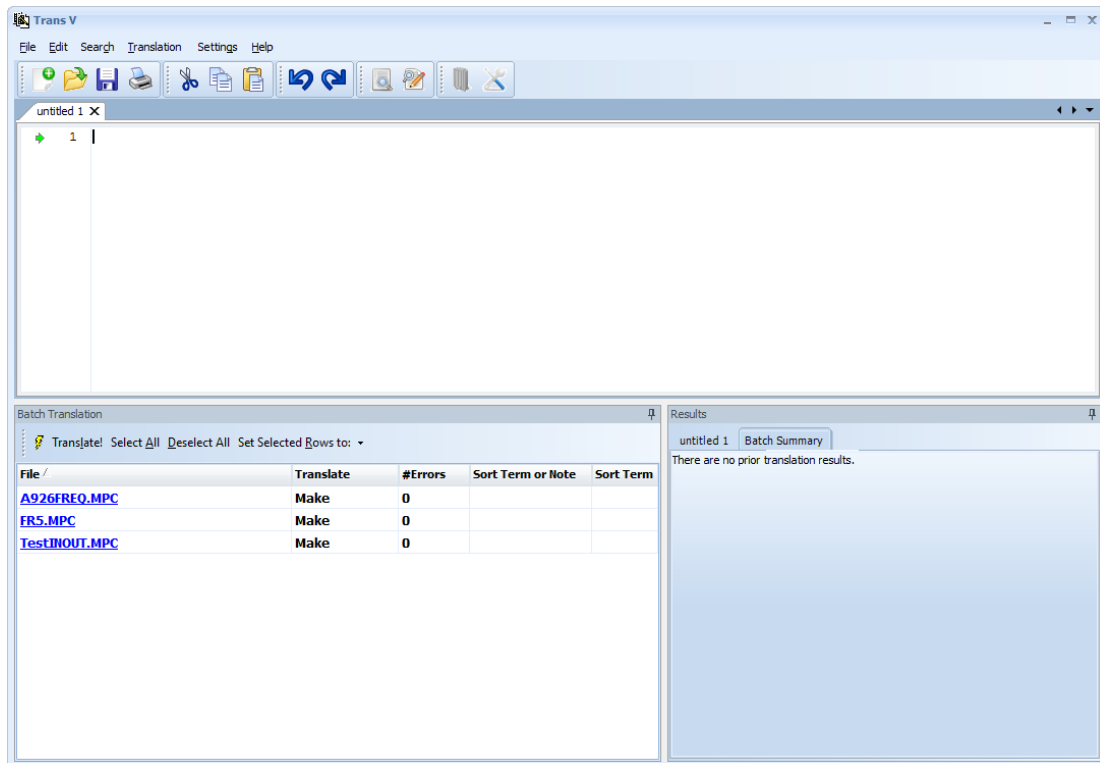 Trans V
File Edit Search Translation Settings Help
untitled 1
1
Batch Translation
Translate! Select All Deselect All Set Selected Rows to:
File Translate #Errors Sort Term or Note Sort Term
A926FREQ.MPC Make 0
FR5.MPC Make 0
TestINOUT.MPC Make 0
Results
untitled 1 Batch Summary
There are no prior translation results.